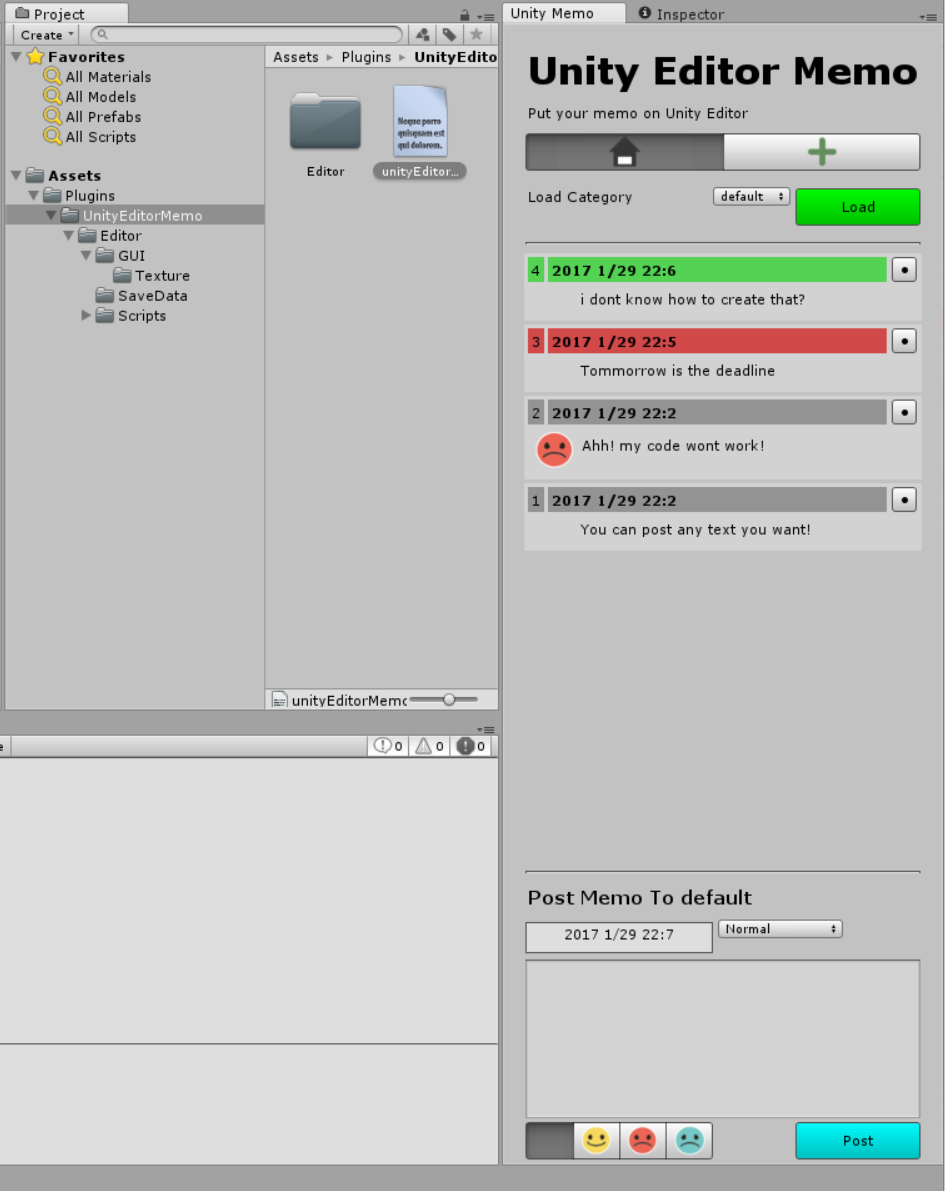 Project
Create
Favorites
All Materials
All Models
All Prefabs
All Scripts
Assets
Plugins
UnityEditorMemo
Editor
GUI
Texture
SaveData
Scripts
Assets ▸ Plugins ▸ UnityEdito
Neque porro
quisquam est
qui dolorem.
Editor
unityEditor...
unityEditorMemc
e
0 0 0
Unity Memo
Inspector
Unity Editor Memo
Put your memo on Unity Editor
Load Category
default
Load
4 2017 1/29 22:6
i dont know how to create that?
3 2017 1/29 22:5
Tommorrow is the deadline
2 2017 1/29 22:2
Ahh! my code wont work!
1 2017 1/29 22:2
You can post any text you want!
Post Memo To default
2017 1/29 22:7
Normal
Post